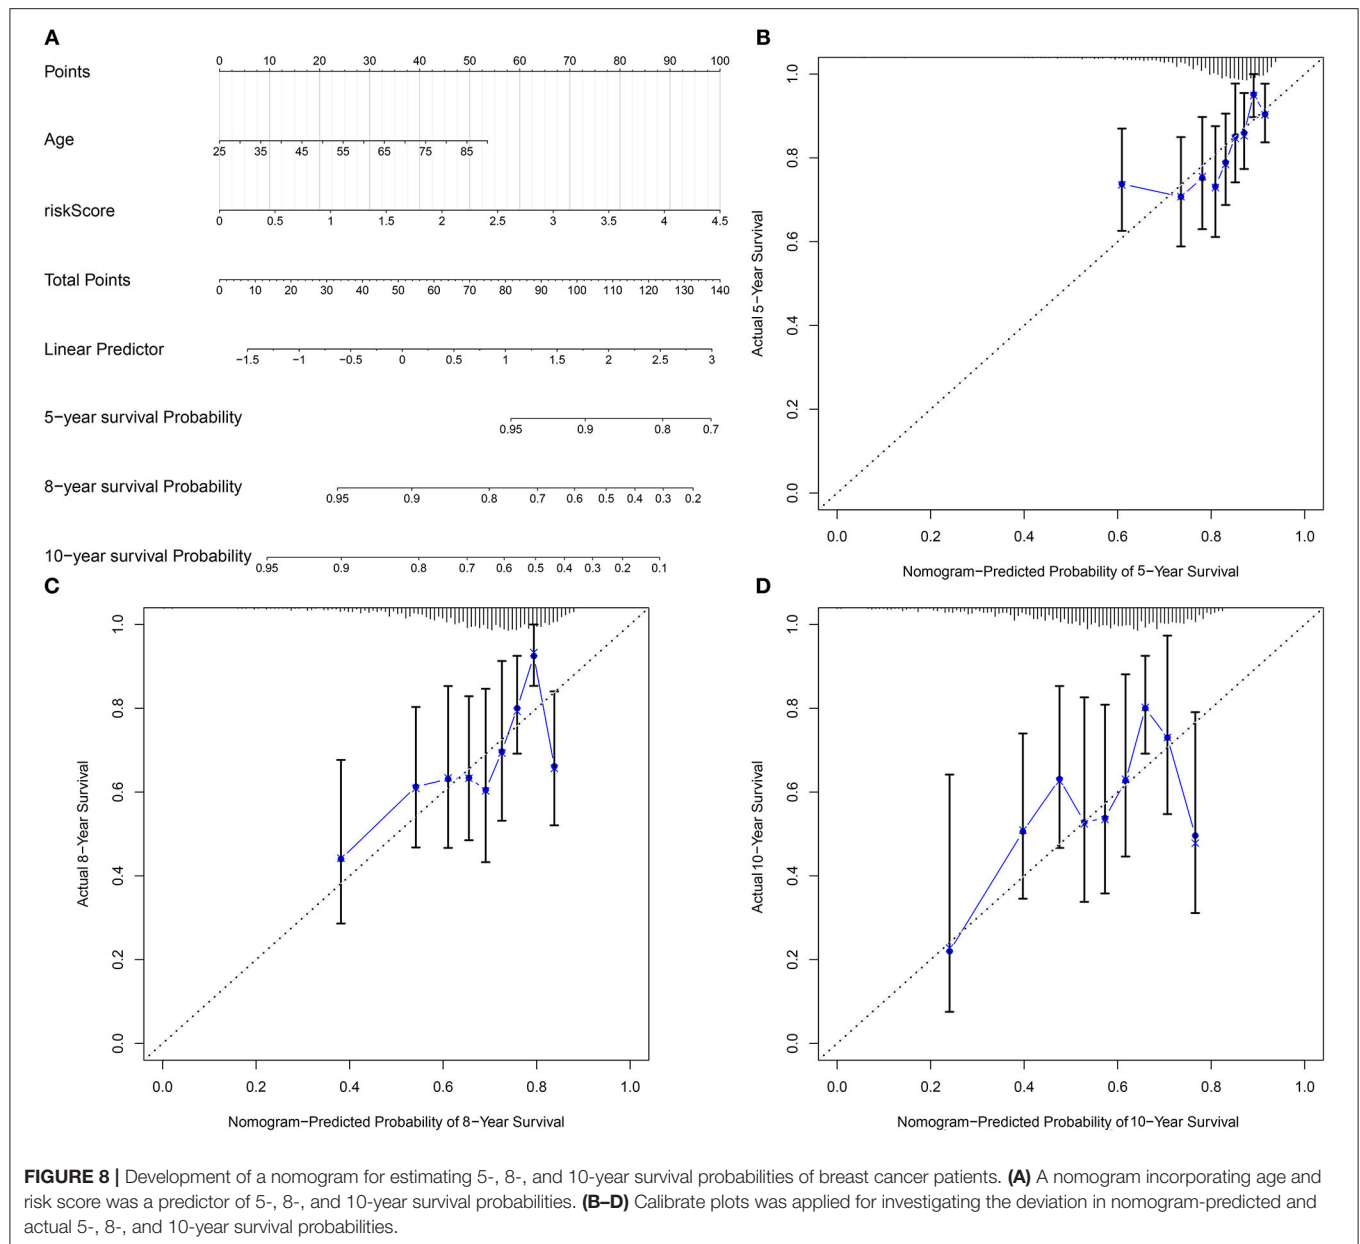 A
Points
0 10 20 30 40 50 60 70 80 90 100
Age
25 35 45 55 65 75 85
riskScore
0 0.5 1 1.5 2 2.5 3 3.5 4 4.5
Total Points
0 10 20 30 40 50 60 70 80 90 100 110 120 130 140
Linear Predictor
−1.5 −1 −0.5 0 0.5 1 1.5 2 2.5 3
5−year survival Probability
0.95 0.9 0.8 0.7
8−year survival Probability
0.95 0.9 0.8 0.7 0.6 0.5 0.4 0.3 0.2
10−year survival Probability
0.95 0.9 0.8 0.7 0.6 0.5 0.4 0.3 0.2 0.1
B
Actual 5−Year Survival
0.0 0.2 0.4 0.6 0.8 1.0
0.0 0.2 0.4 0.6 0.8 1.0
Nomogram−Predicted Probability of 5−Year Survival
C
Actual 8−Year Survival
0.0 0.2 0.4 0.6 0.8 1.0
0.0 0.2 0.4 0.6 0.8 1.0
Nomogram−Predicted Probability of 8−Year Survival
D
Actual 10−Year Survival
0.0 0.2 0.4 0.6 0.8 1.0
0.0 0.2 0.4 0.6 0.8 1.0
Nomogram−Predicted Probability of 10−Year Survival
FIGURE 8 | Development of a nomogram for estimating 5-, 8-, and 10-year survival probabilities of breast cancer patients. (A) A nomogram incorporating age and
risk score was a predictor of 5-, 8-, and 10-year survival probabilities. (B–D) Calibrate plots was applied for investigating the deviation in nomogram-predicted and
actual 5-, 8-, and 10-year survival probabilities.